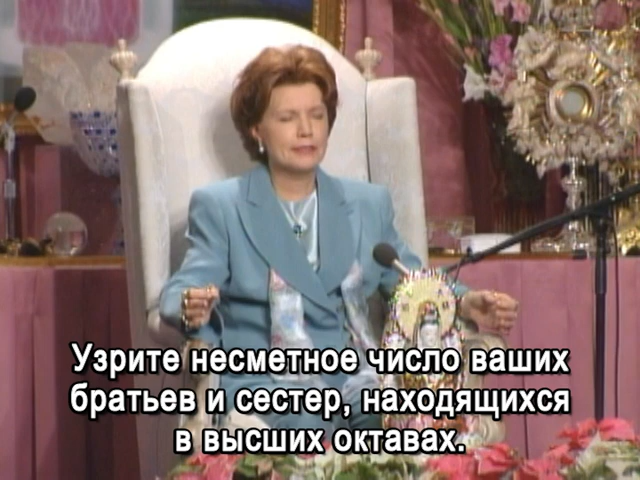 Узрите несметное число ваших
братьев и сестер, находящихся
в высших октавах.